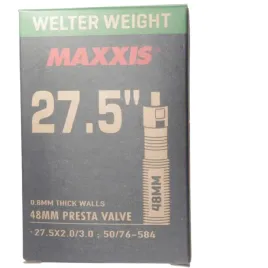 WELTER WEIGHT
MAXXIS
27.5"
48MM
0.8MM THICK WALLS
48MM PRESTA VALVE
27.5X2.0/3.0 ; 50/76-584